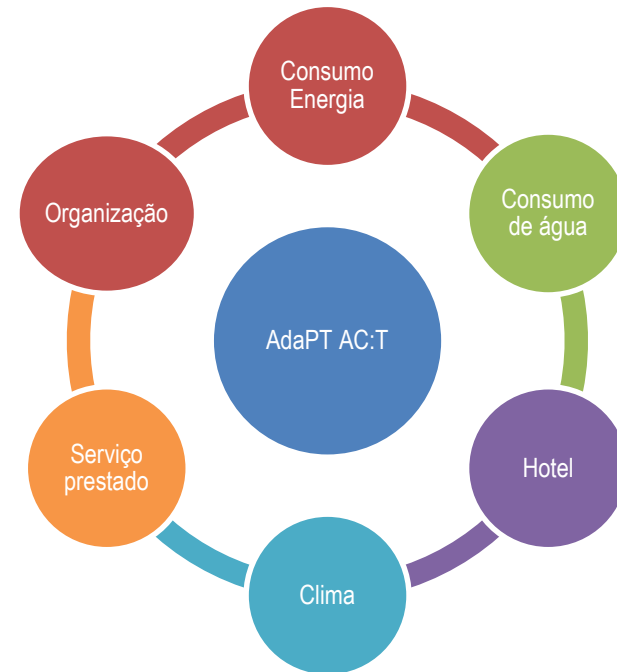 Consumo
Energia
Consumo
de água
Hotel
Clima
Serviço
prestado
Organização
AdaPT AC:T